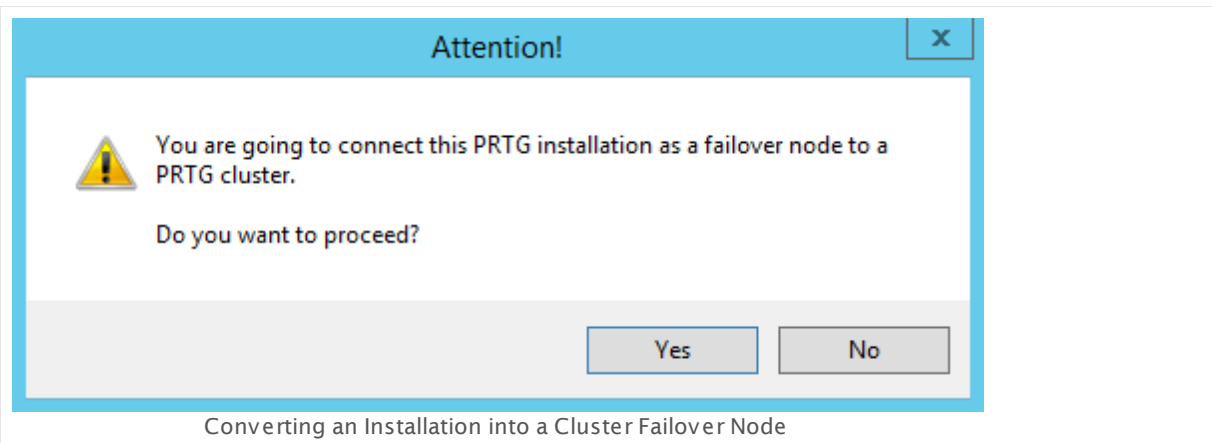 Attention!
x
You are going to connect this PRTG installation as a failover node to a
PRTG cluster.
Do you want to proceed?
Yes
No
Converting an Installation into a Cluster Failover Node